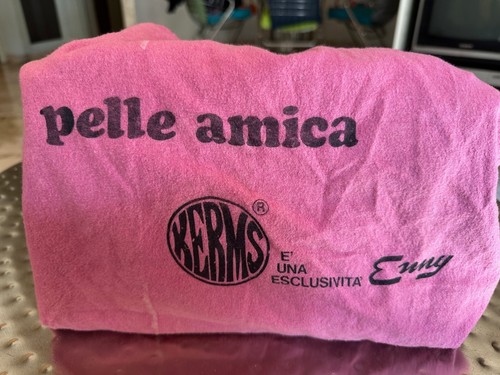 pelle amica
KERMS ®
E'
UNA
ESCLUSIVITA' Enny